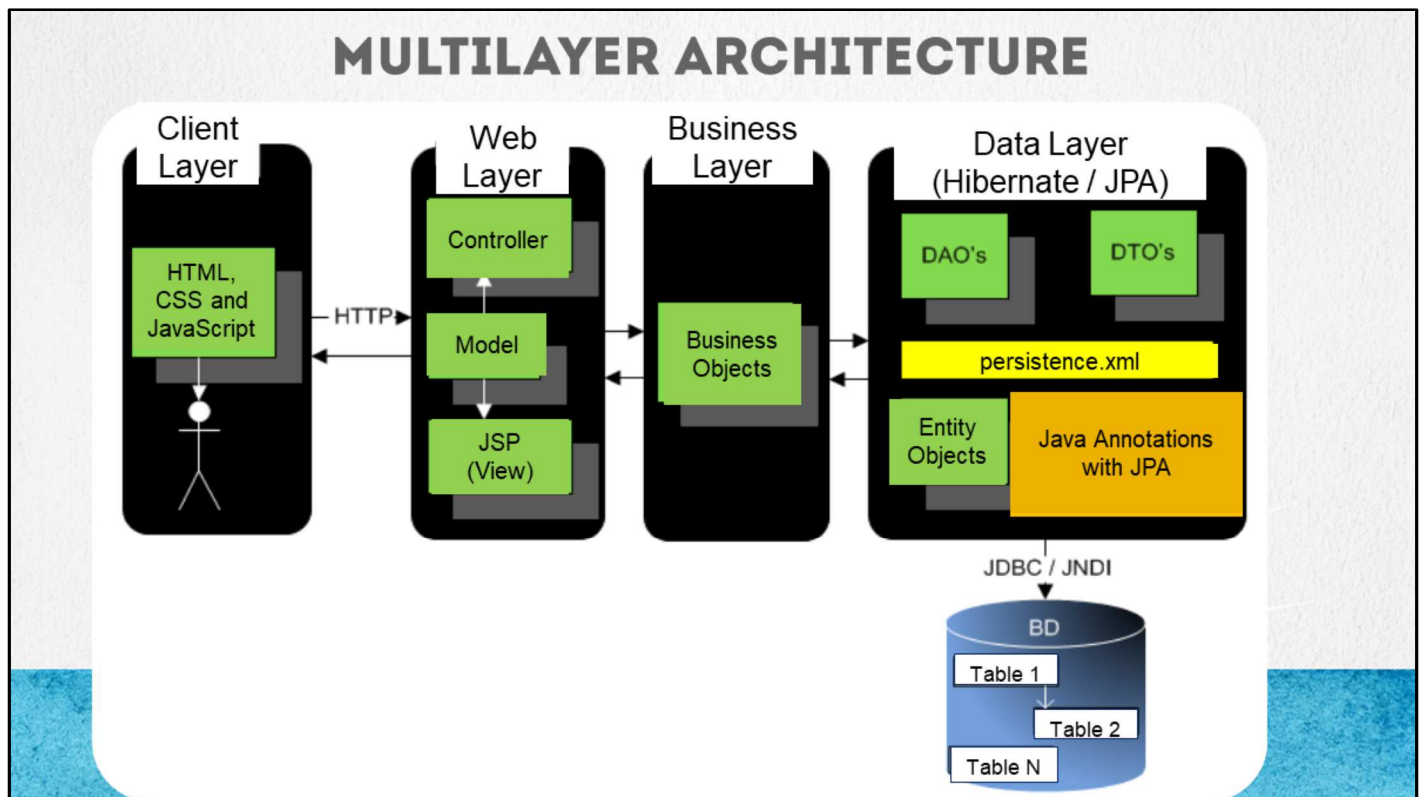 MULTILAYER ARCHITECTURE
Client
Layer
HTML,
CSS and
JavaScript
HTTP
Web
Layer
Controller
Model
JSP
(View)
Business
Layer
Business
Objects
Data Layer
(Hibernate / JPA)
DAO's
DTO's
persistence.xml
Entity
Objects
Java Annotations
with JPA
JDBC / JNDI
BD
Table 1
Table 2
Table N